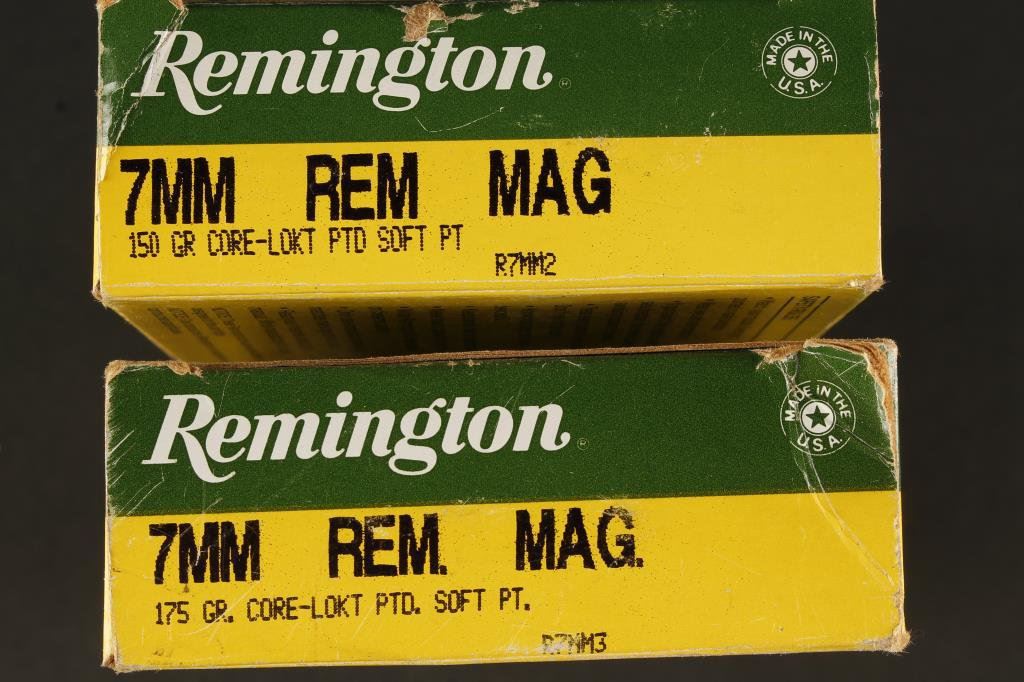 Remington®
MADE IN THE
U.S.A.
7MM REM MAG
150 GR CORE-LOKT PTD SOFT PT
R7MM2
Remington®
MADE IN THE
U.S.A.
7MM REM. MAG.
175 GR. CORE-LOKT PTD. SOFT PT.
R7MM3